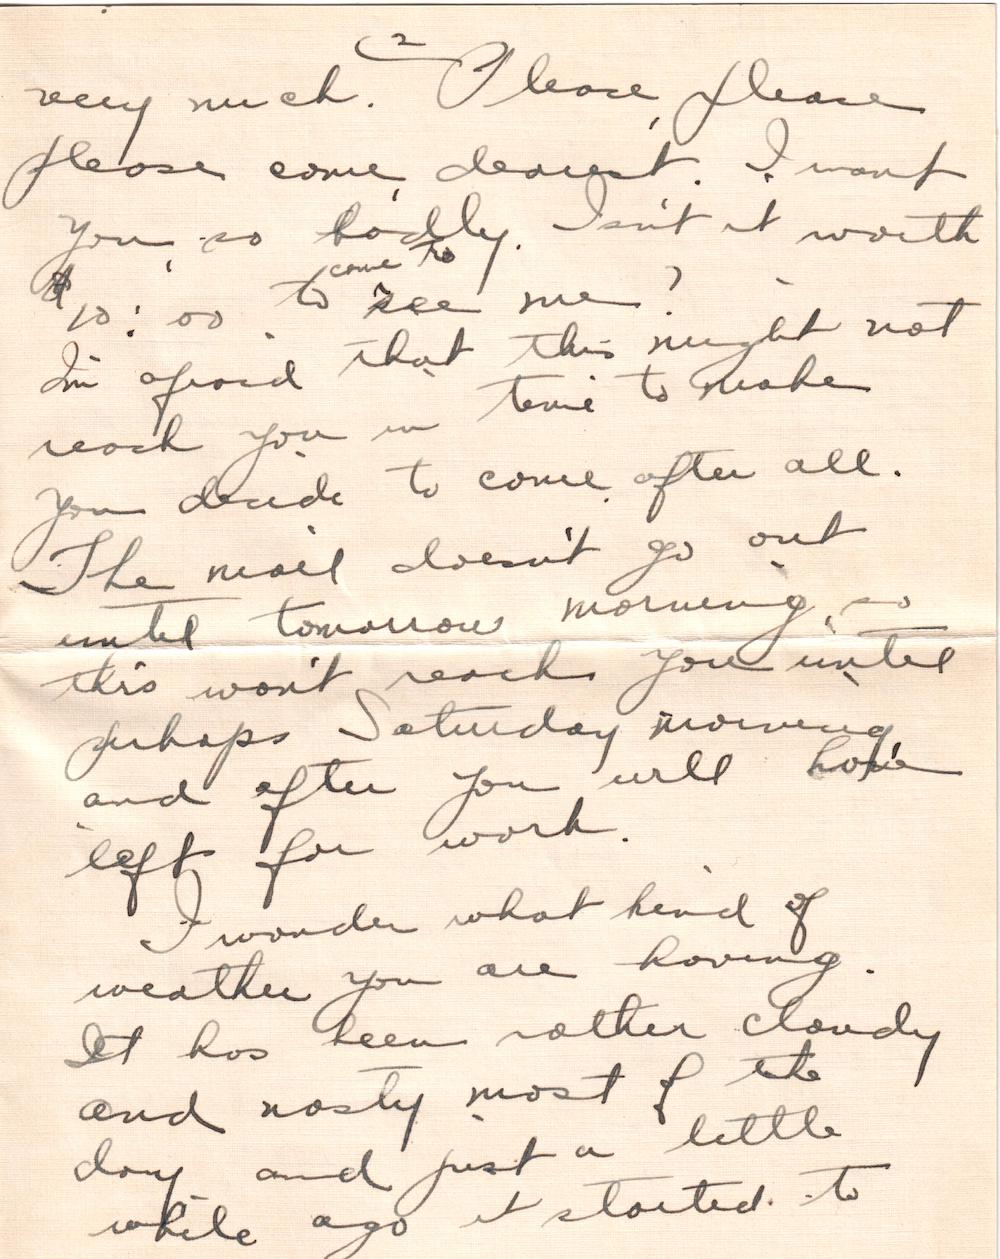 2
very much. Please, please
please come, dearest. I want
you so badly. Isn't it worth
come to
$10.00 to see me?
I'm afraid that this might not
reach you in time to make
you decide to come after all.
The mail doesn't go out
until tomorrow morning, so
this won't reach you until
perhaps Saturday morning
and after you will have
left for work.
I wonder what kind of
weather you are having.
It has been rather cloudy
and nasty most of the
day and just a little
while ago it started to